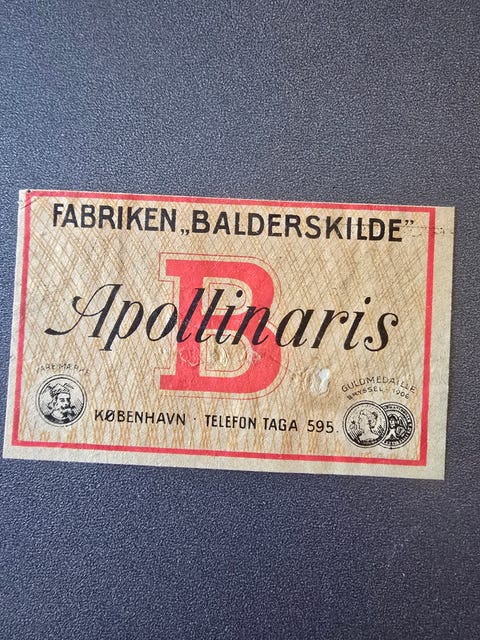 FABRIKEN „BALDERSKILDE”
B
Apollinaris
VAREMÆRKE
GULDMEDAILLE
BRYSSEL - 1906
KØBENHAVN · TELEFON TAGA 595.